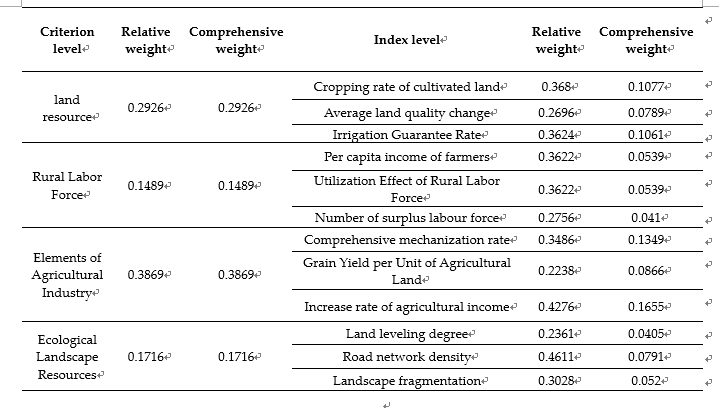 Criterion level Relative weight Comprehensive weight Index level Relative weight Comprehensive weight
land resource 0.2926 0.2926 Cropping rate of cultivated land 0.368 0.1077
Average land quality change 0.2696 0.0789
Irrigation Guarantee Rate 0.3624 0.1061
Rural Labor Force 0.1489 0.1489 Per capita income of farmers 0.3622 0.0539
Utilization Effect of Rural Labor Force 0.3622 0.0539
Number of surplus labour force 0.2756 0.041
Elements of Agricultural Industry 0.3869 0.3869 Comprehensive mechanization rate 0.3486 0.1349
Grain Yield per Unit of Agricultural Land 0.2238 0.0866
Increase rate of agricultural income 0.4276 0.1655
Ecological Landscape Resources 0.1716 0.1716 Land leveling degree 0.2361 0.0405
Road network density 0.4611 0.0791
Landscape fragmentation 0.3028 0.052